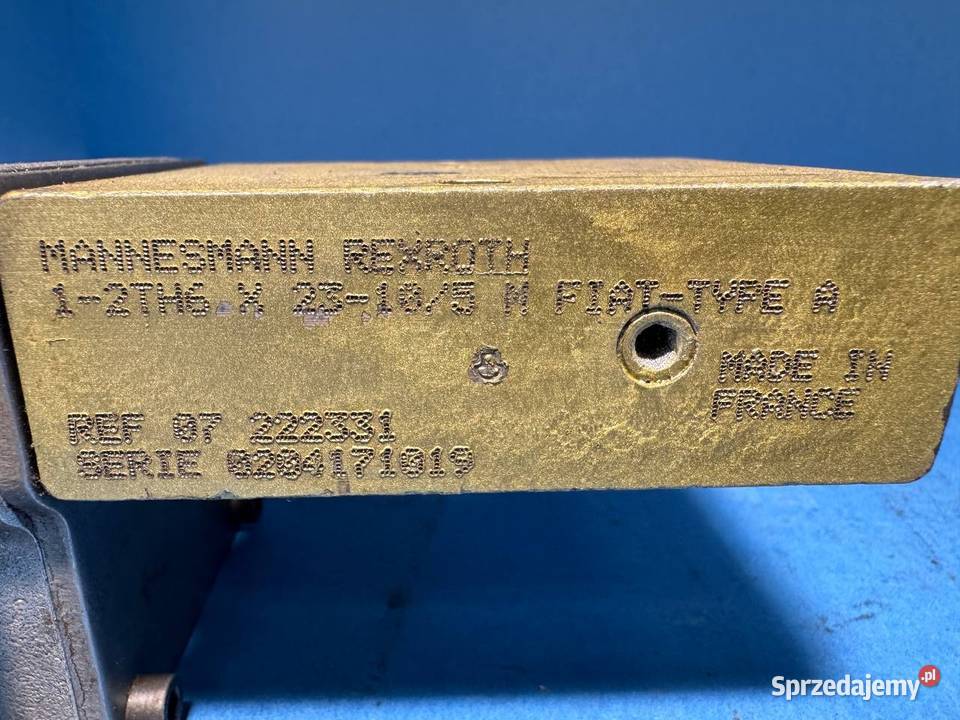 MANNESMANN REXROTH
1-2TH6 X 23-10/5 M FIAT-TYPE A
MADE IN
FRANCE
REF 07 222331
SERIE 0204171019
Sprzedajemy.pl